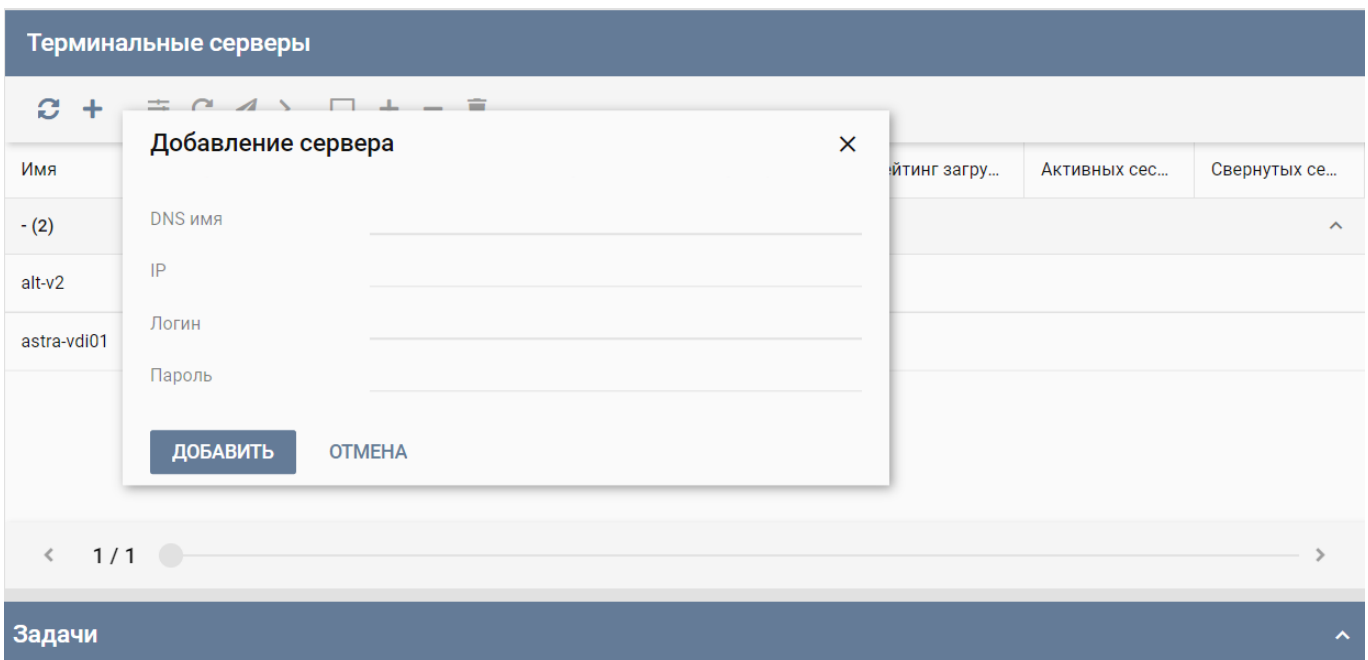 Терминальные серверы
Добавление сервера
Имя
йтинг загру...
Активных сес...
Свернутых се...
DNS имя
- (2)
IP
alt-v2
Логин
astra-vdi01
Пароль
ДОБАВИТЬ ОТМЕНА
1 / 1
Задачи